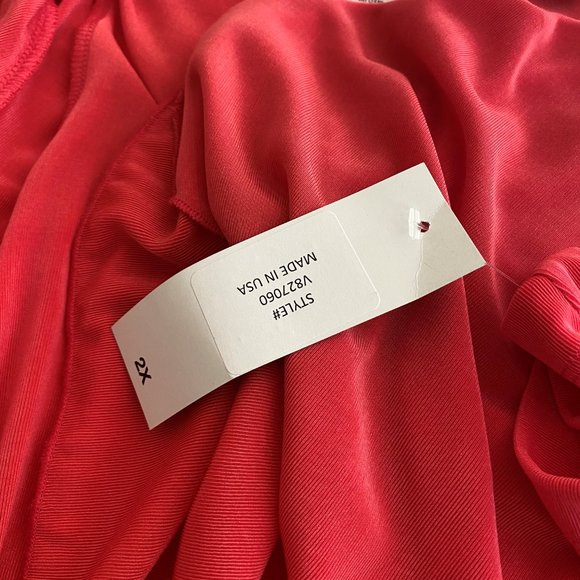 STYLE#
V827060
MADE IN USA
2X